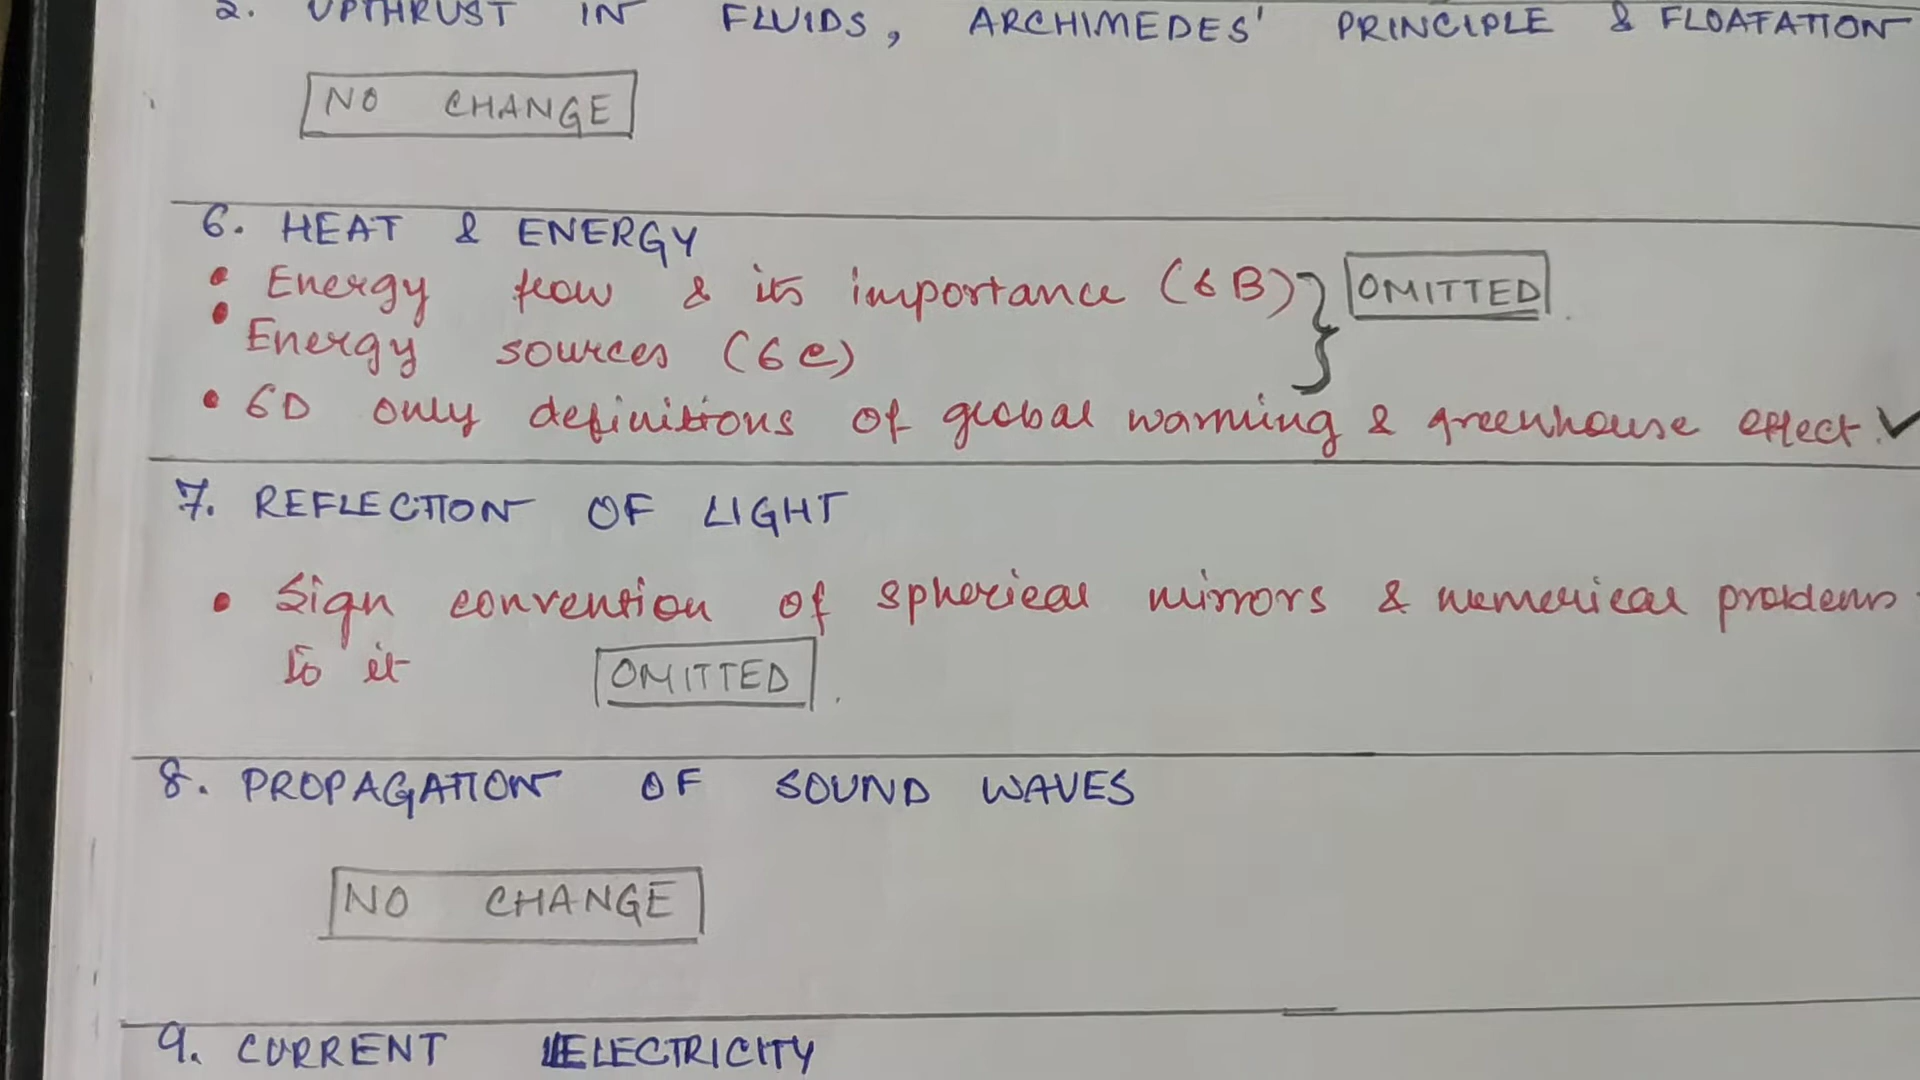 2. UPTHRUST IN FLUIDS, ARCHIMEDES' PRINCIPLE & FLOATATION
NO CHANGE
6. HEAT & ENERGY
• Energy flow & its importance (6B) } OMITTED
• Energy sources (6C)
• 6D only definitions of global warming & greenhouse effect. ✓
7. REFLECTION OF LIGHT
• Sign convention of spherical mirrors & numerical problems
to it OMITTED.
8. PROPAGATION OF SOUND WAVES
NO CHANGE
9. CURRENT ELECTRICITY